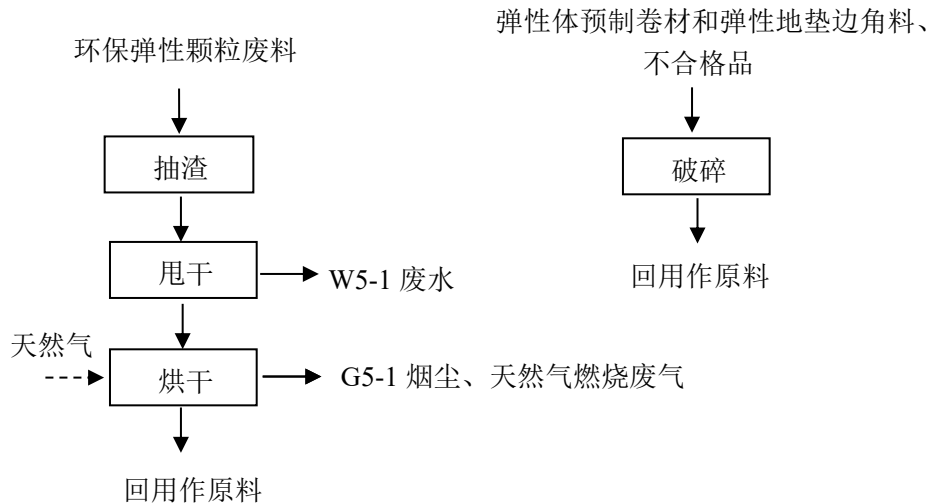 环保弹性颗粒废料
抽渣
甩干
W5-1 废水
天然气
烘干
G5-1 烟尘、天然气燃烧废气
回用作原料
弹性体预制卷材和弹性地垫边角料、
不合格品
破碎
回用作原料